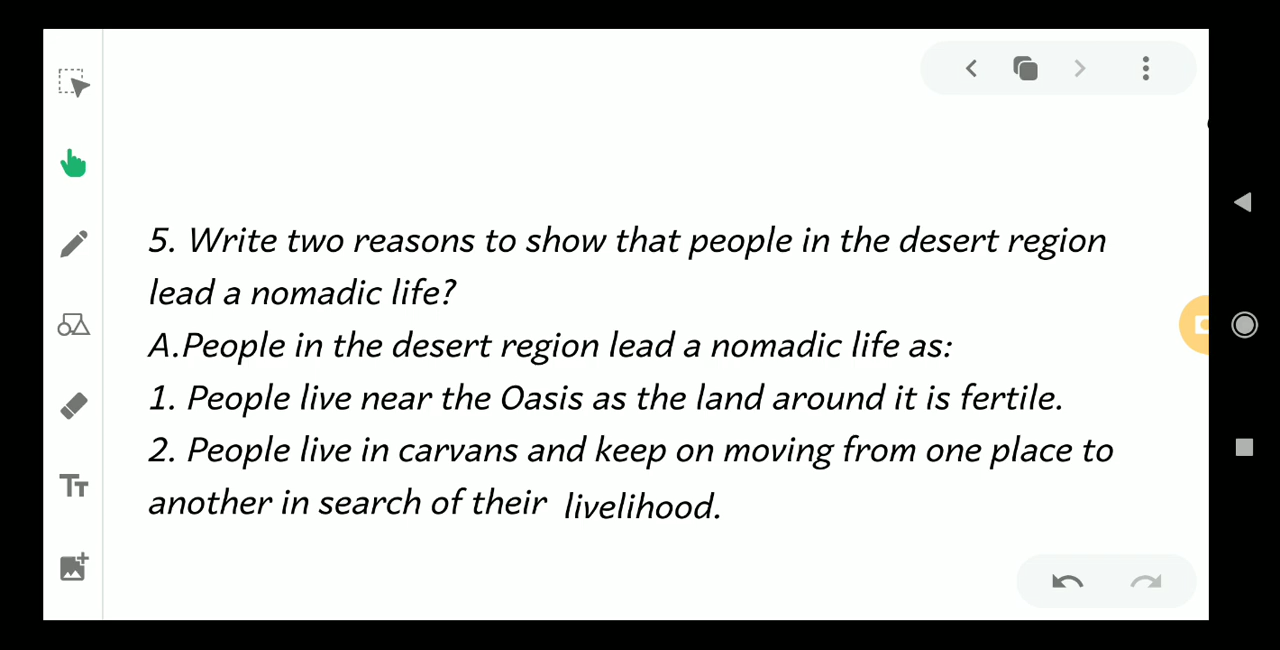 5. Write two reasons to show that people in the desert region
lead a nomadic life?
A.People in the desert region lead a nomadic life as:
1. People live near the Oasis as the land around it is fertile.
2. People live in carvans and keep on moving from one place to
another in search of their livelihood.